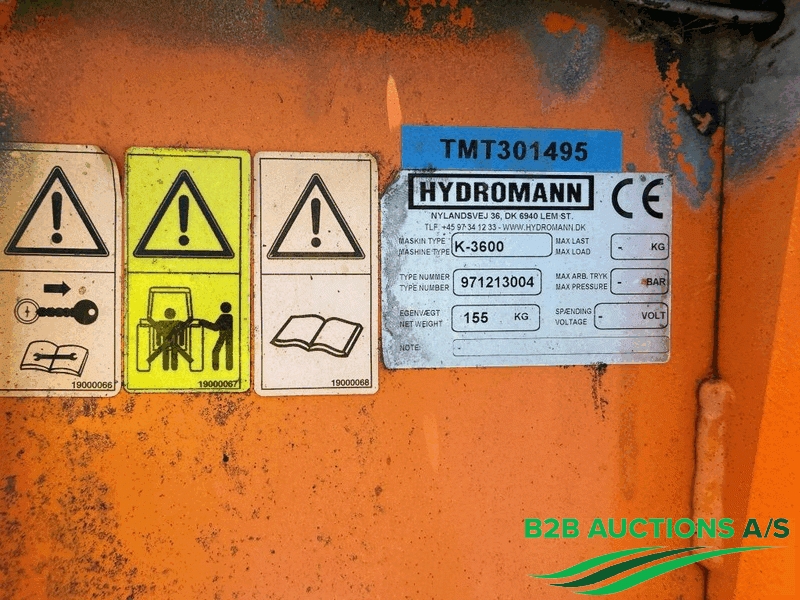 TMT301495
HYDROMANN CE
NYLANDSVEJ 36, DK 6940 LEM ST.
TLF. +45 97 34 12 33 - WWW.HYDROMANN.DK
MASKIN TYPE
MASHINE TYPE
K-3600
MAX LAST
MAX LOAD
- KG
TYPE NUMMER
TYPE NUMBER
971213004
MAX ARB. TRYK
MAX PRESSURE
- BAR
EGENVÆGT
NET WEIGHT
155 KG
SPÆNDING
VOLTAGE
- VOLT
NOTE:
19000066
19000067
19000068
B2B AUCTIONS A/S